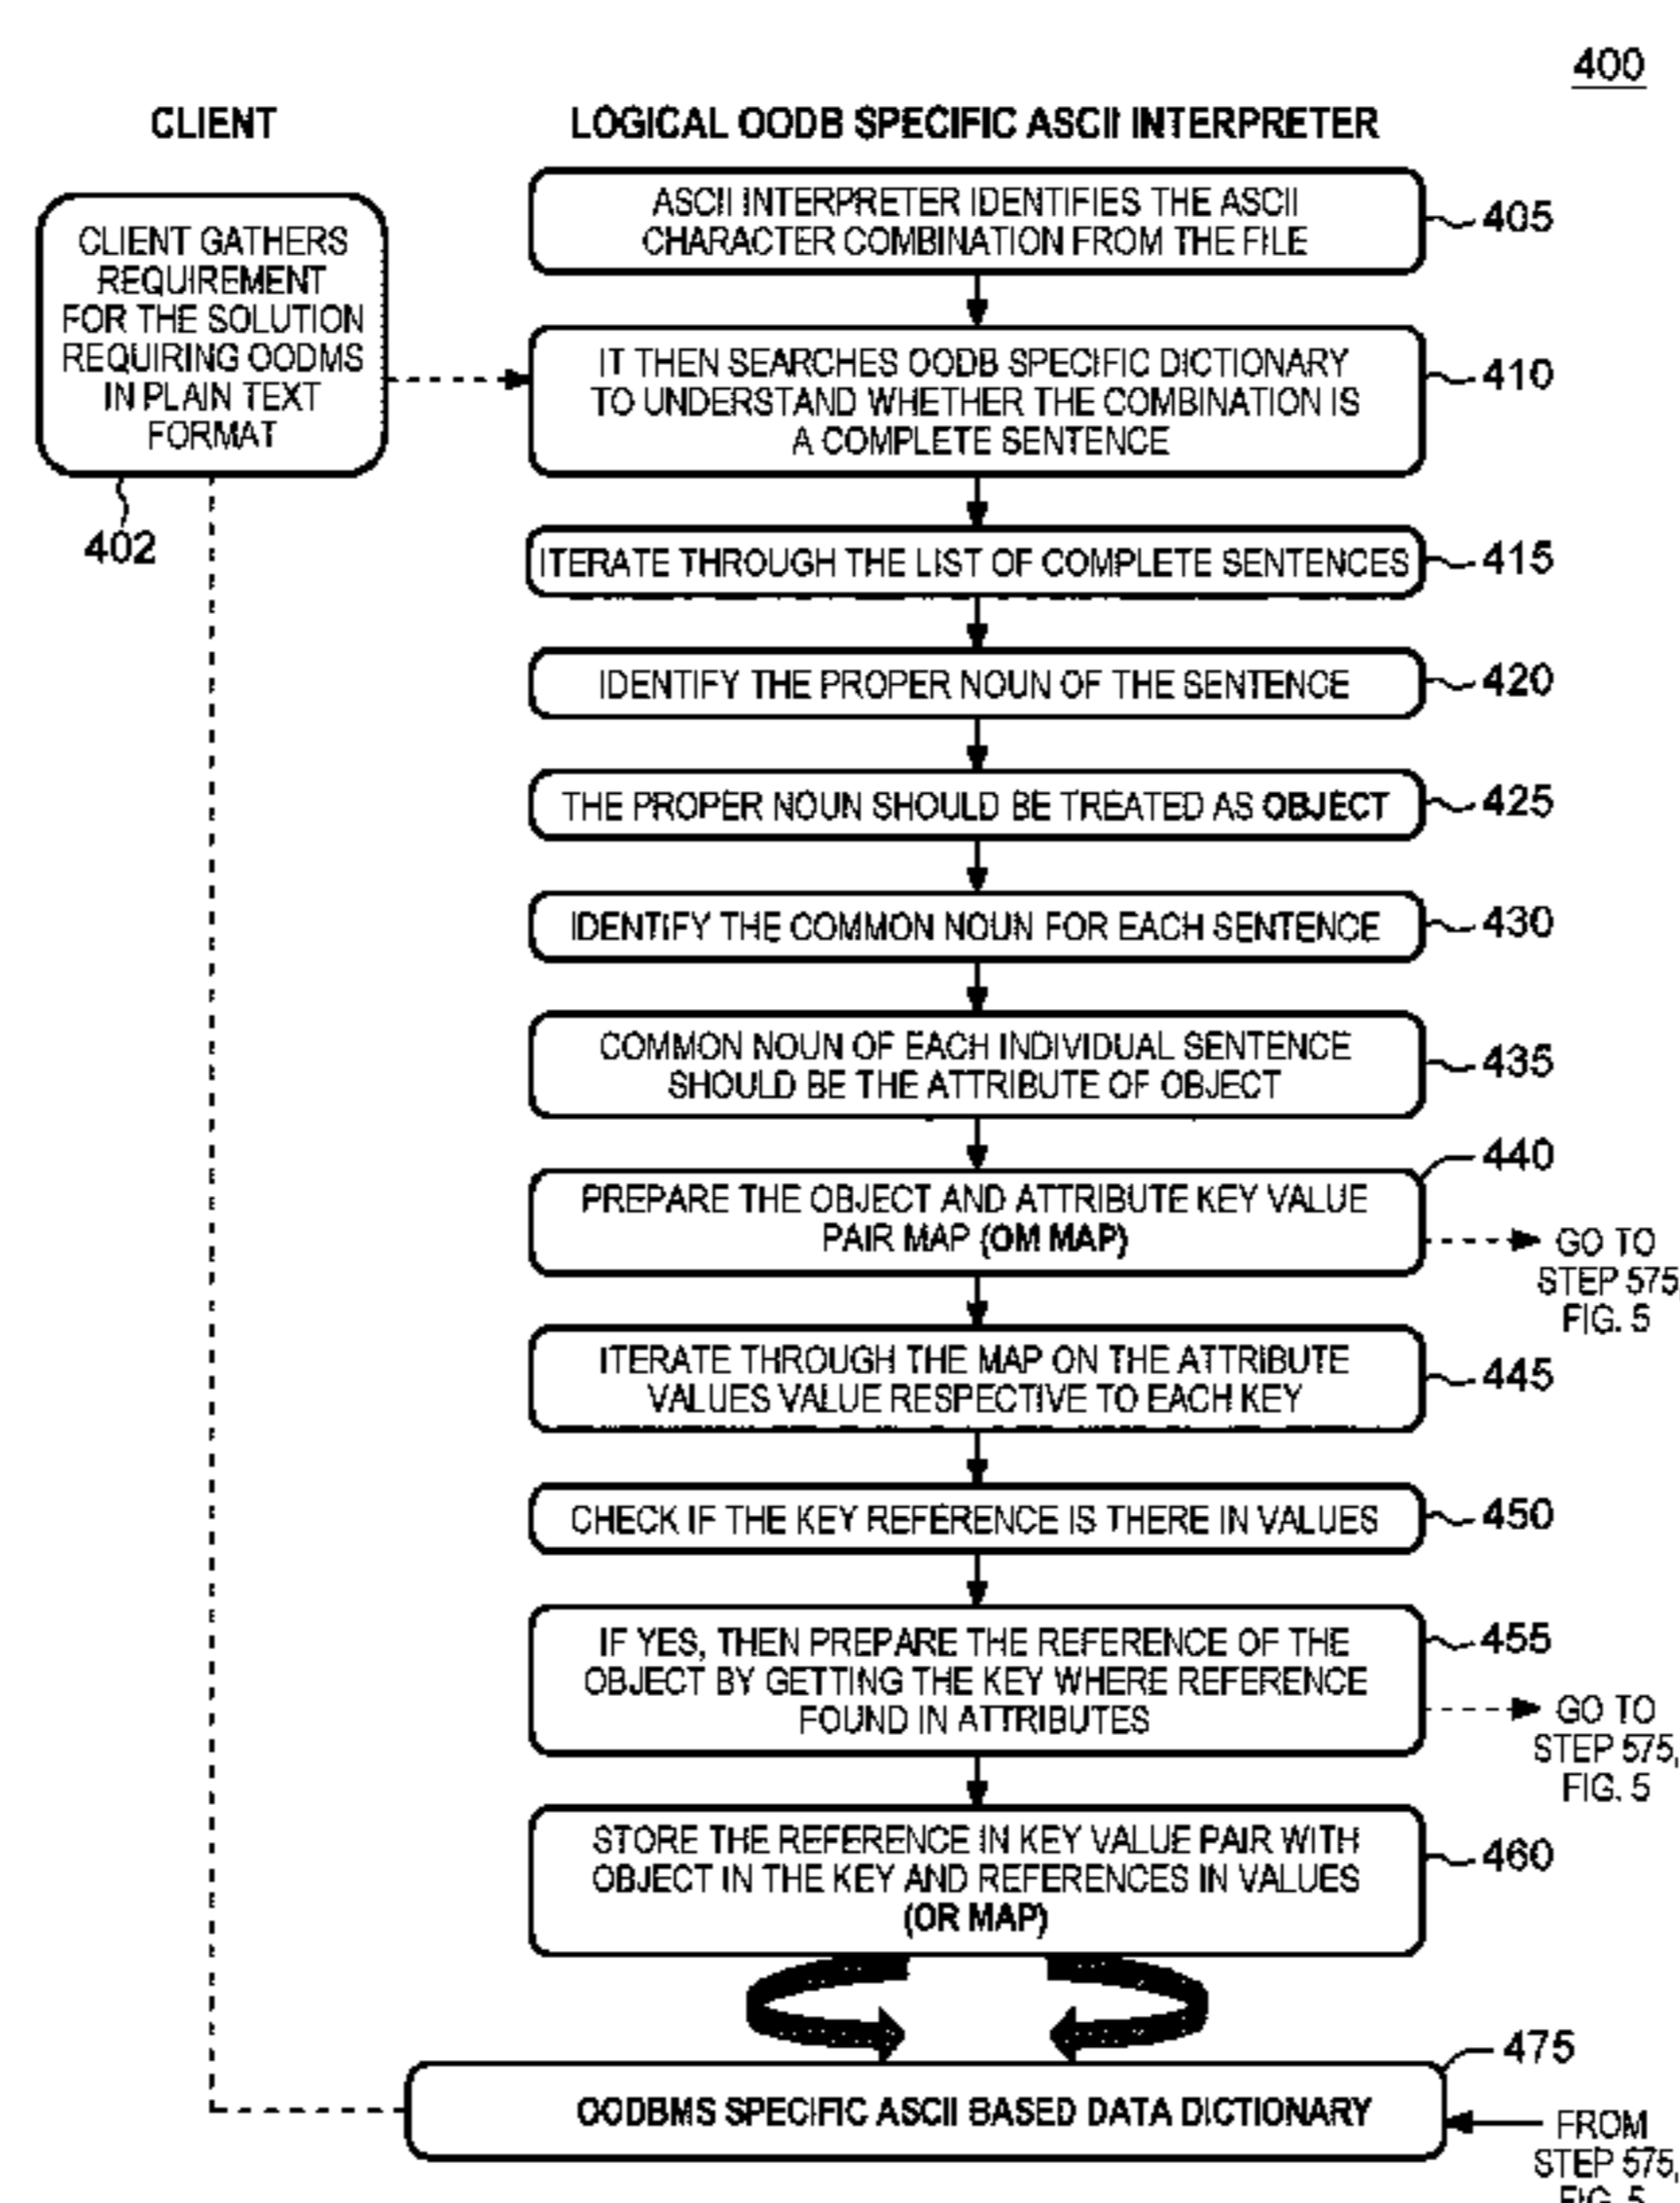 400
CLIENT
LOGICAL OODB SPECIFIC ASCII INTERPRETER
CLIENT GATHERS
REQUIREMENT
FOR THE SOLUTION
REQUIRING OODMS
IN PLAIN TEXT
FORMAT
402
ASCII INTERPRETER IDENTIFIES THE ASCII
CHARACTER COMBINATION FROM THE FILE
405
IT THEN SEARCHES OODB SPECIFIC DICTIONARY
TO UNDERSTAND WHETHER THE COMBINATION IS
A COMPLETE SENTENCE
410
ITERATE THROUGH THE LIST OF COMPLETE SENTENCES
415
IDENTIFY THE PROPER NOUN OF THE SENTENCE
420
THE PROPER NOUN SHOULD BE TREATED AS OBJECT
425
IDENTIFY THE COMMON NOUN FOR EACH SENTENCE
430
COMMON NOUN OF EACH INDIVIDUAL SENTENCE
SHOULD BE THE ATTRIBUTE OF OBJECT
435
PREPARE THE OBJECT AND ATTRIBUTE KEY VALUE
PAIR MAP (OM MAP)
440
GO TO
STEP 575
FIG. 5
ITERATE THROUGH THE MAP ON THE ATTRIBUTE
VALUES VALUE RESPECTIVE TO EACH KEY
445
CHECK IF THE KEY REFERENCE IS THERE IN VALUES
450
IF YES, THEN PREPARE THE REFERENCE OF THE
OBJECT BY GETTING THE KEY WHERE REFERENCE
FOUND IN ATTRIBUTES
455
GO TO
STEP 575,
FIG. 5
STORE THE REFERENCE IN KEY VALUE PAIR WITH
OBJECT IN THE KEY AND REFERENCES IN VALUES
(OR MAP)
460
475
OODBMS SPECIFIC ASCII BASED DATA DICTIONARY
FROM
STEP 575,
FIG. 5